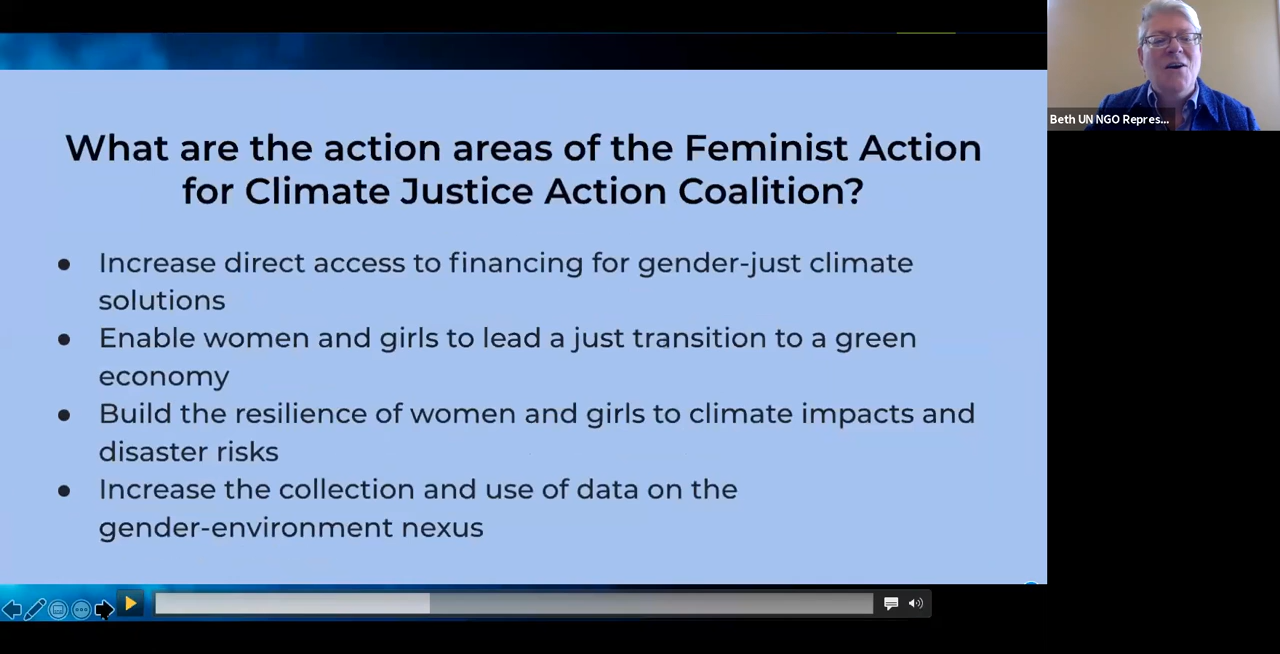 What are the action areas of the Feminist Action
for Climate Justice Action Coalition?
● Increase direct access to financing for gender-just climate
solutions
● Enable women and girls to lead a just transition to a green
economy
● Build the resilience of women and girls to climate impacts and
disaster risks
● Increase the collection and use of data on the
gender-environment nexus
Beth UN NGO Repres...